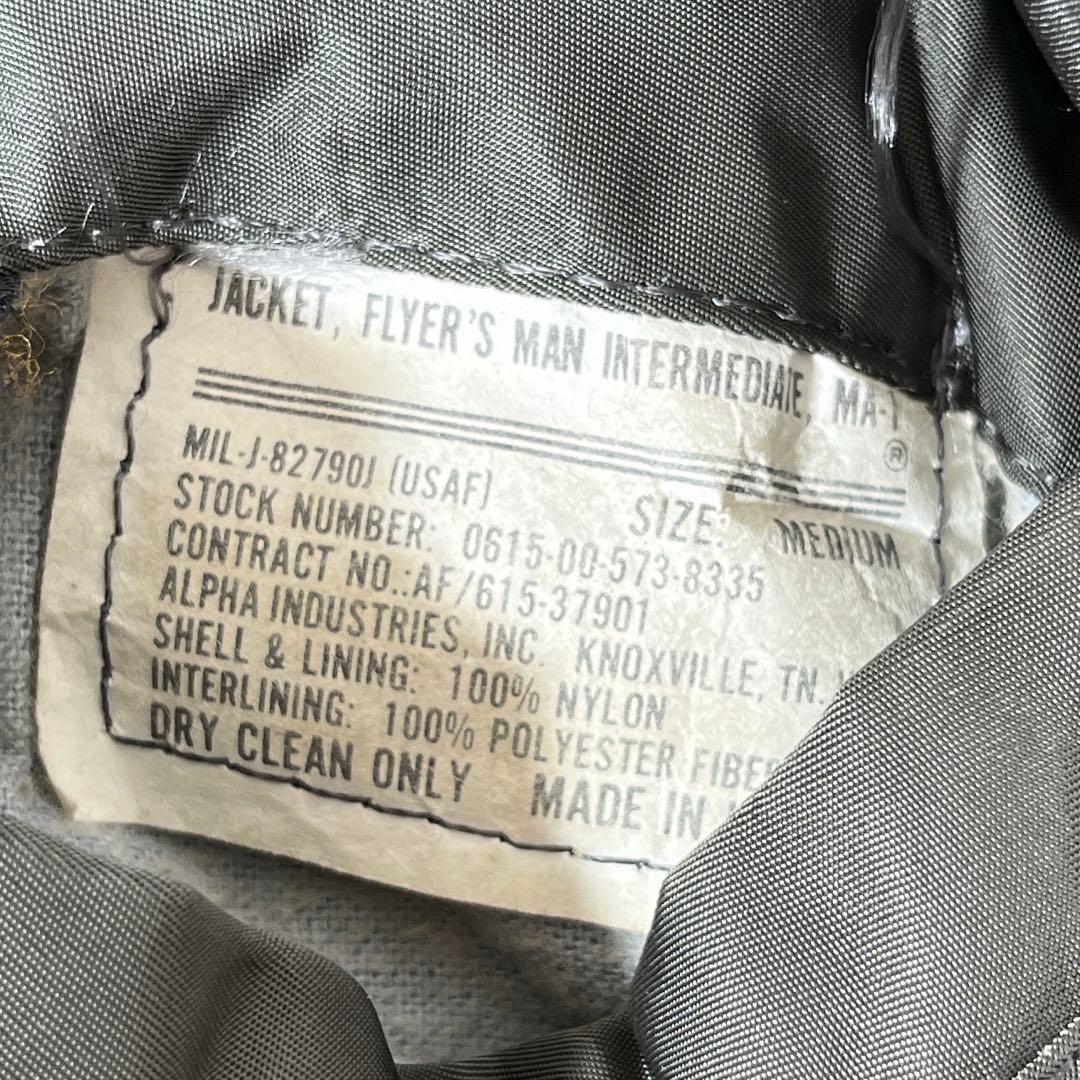 JACKET, FLYER'S MAN INTERMEDIATE, MA-1
®
MIL-J-82790J (USAF) SIZE: MEDIUM
STOCK NUMBER: 0615-00-573-8335
CONTRACT NO.:AF/615-37901
ALPHA INDUSTRIES, INC. KNOXVILLE, TN.
SHELL & LINING: 100% NYLON
INTERLINING: 100% POLYESTER
DRY CLEAN ONLY MADE IN